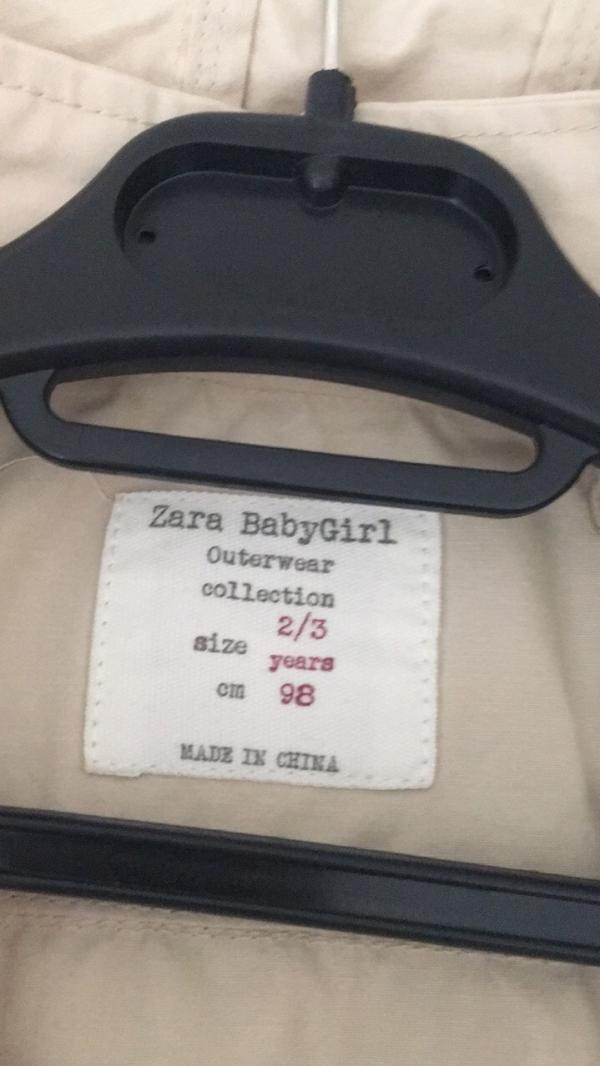 Zara BabyGirl
Outerwear
collection
size 2/3
years
cm 98
MADE IN CHINA